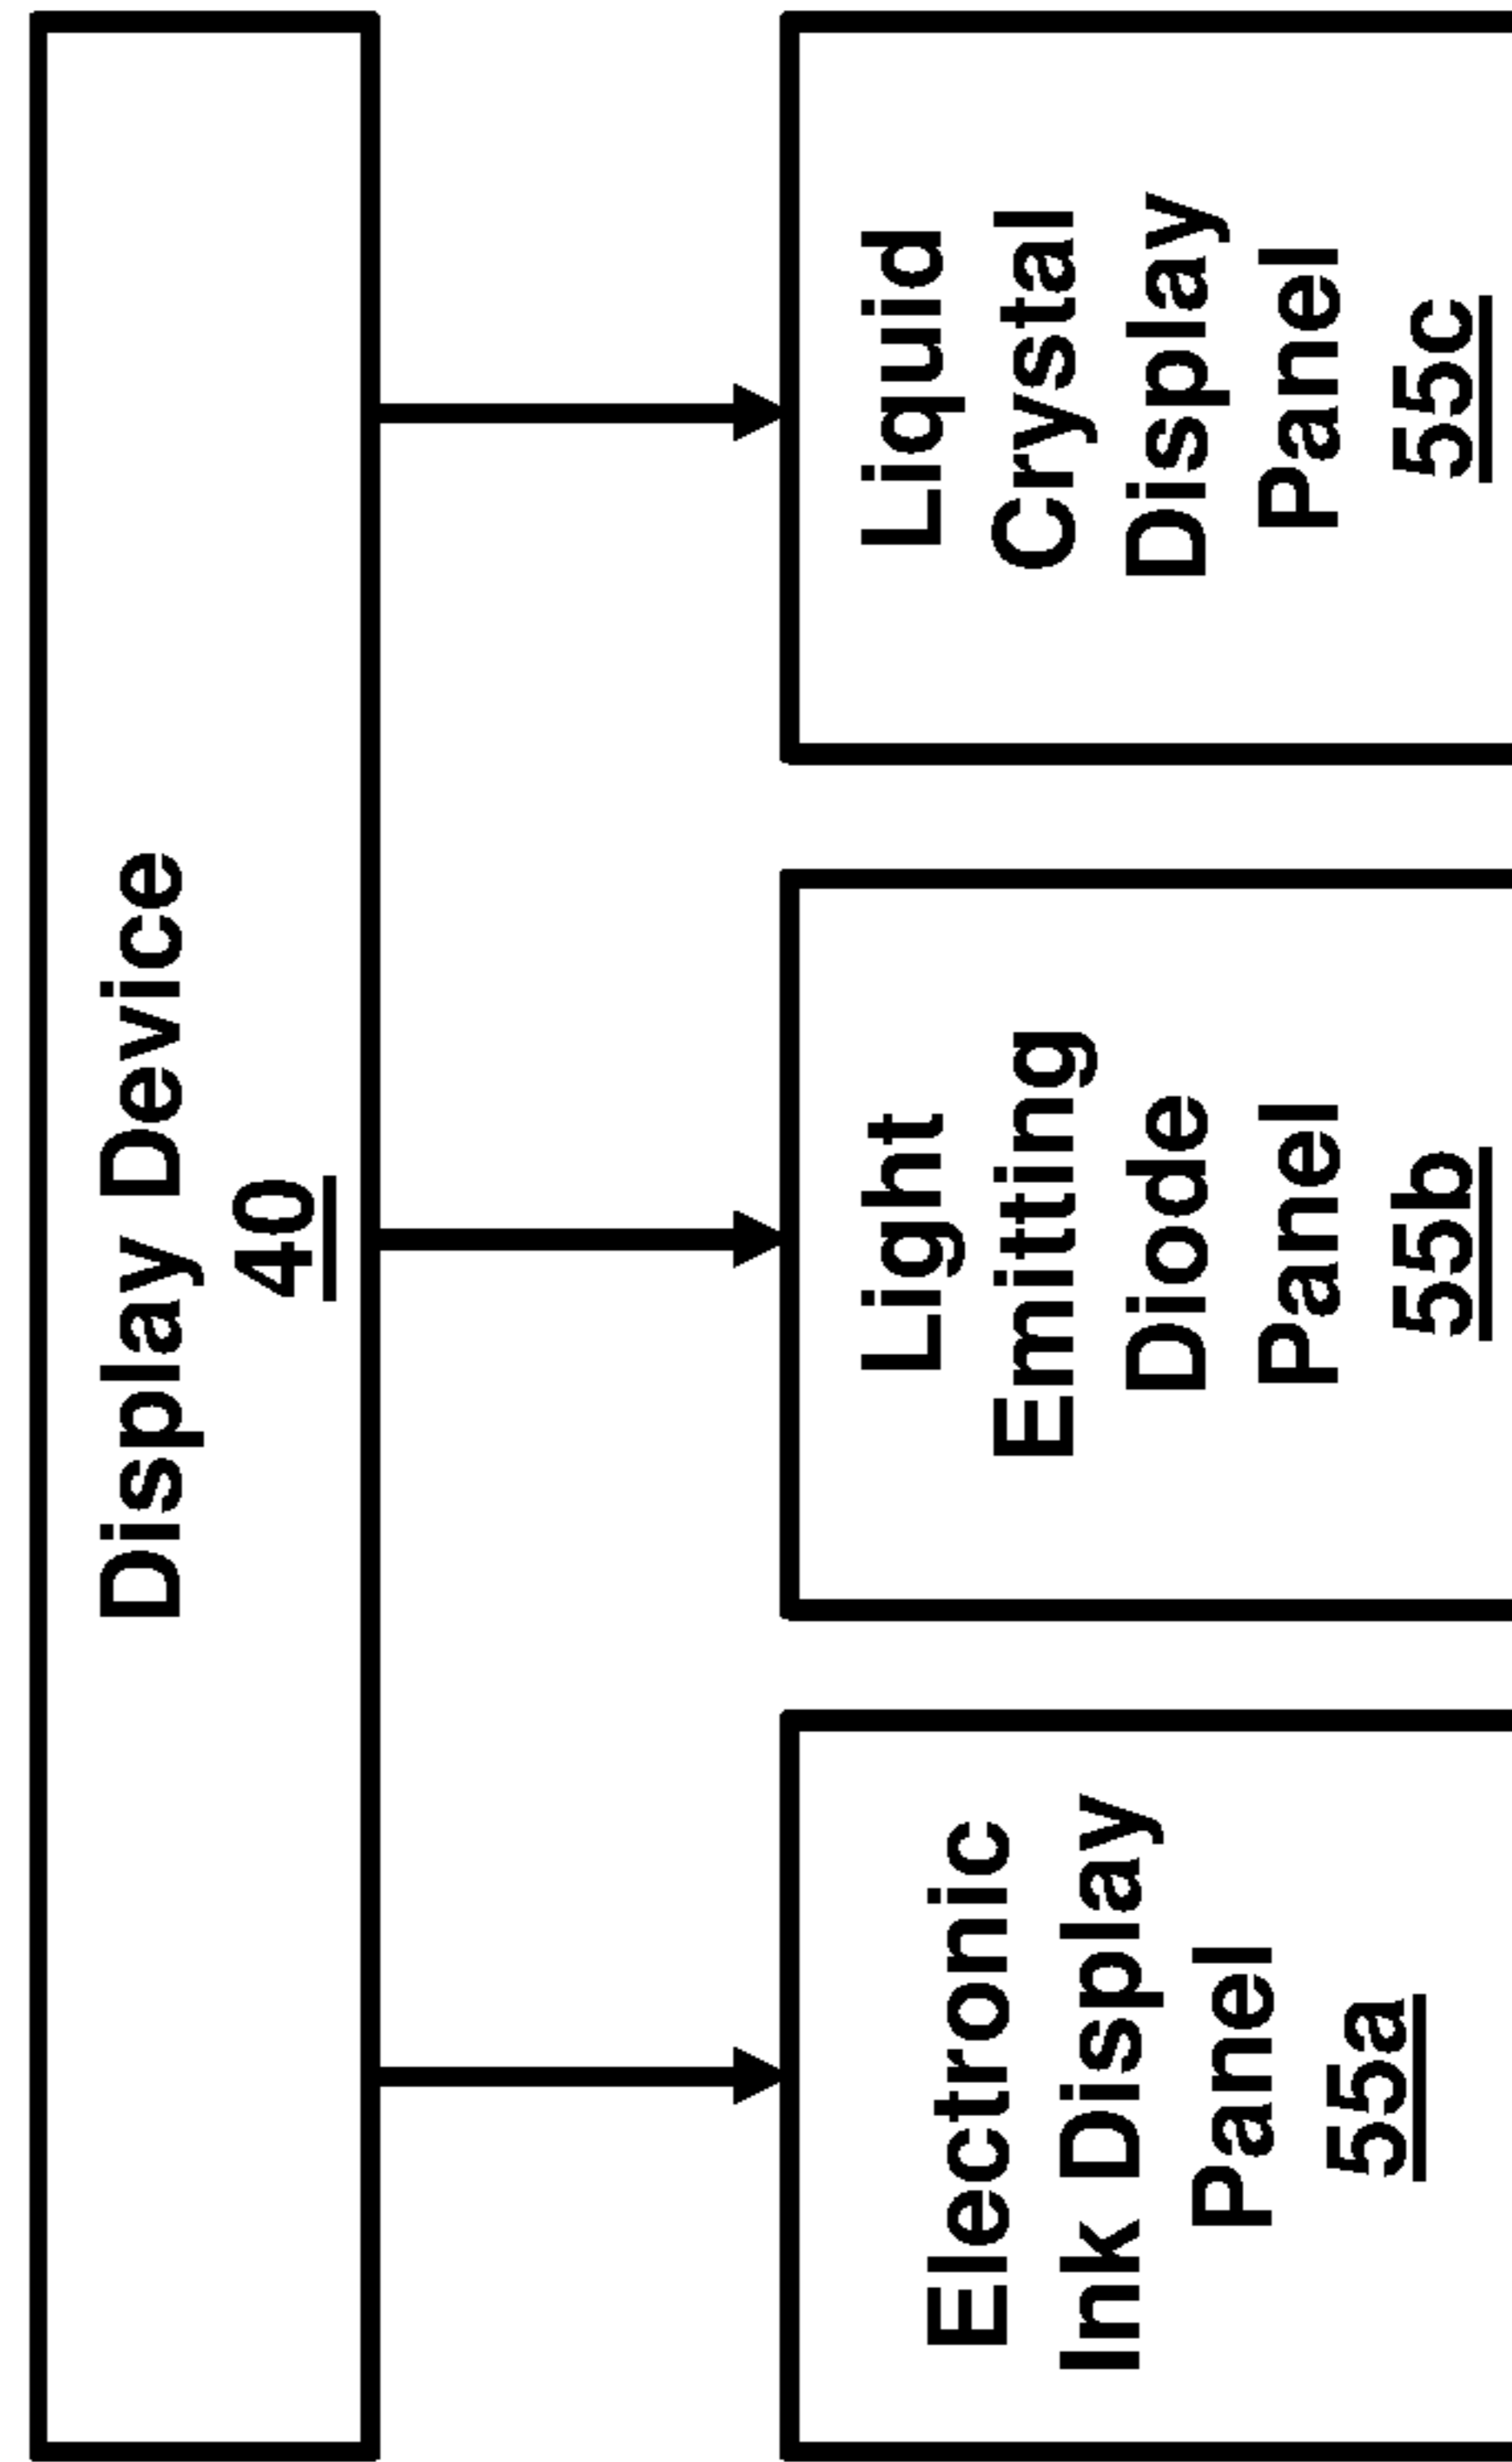 Display Device
40
Electronic
Ink Display
Panel
55a
Light
Emitting
Diode
Panel
55b
Liquid
Crystal
Display
Panel
55c